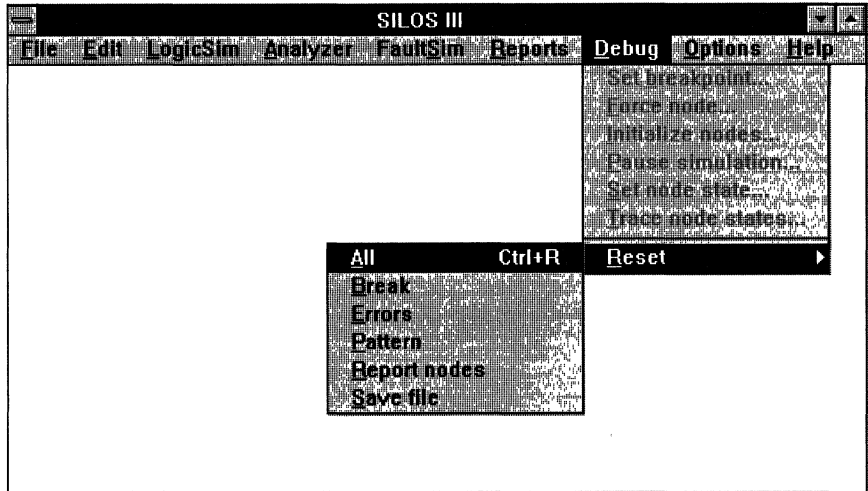 SILOS III
File Edit LogicSim Analyzer FaultSim Reports Debug Options Help
Set breakpoint...
Force node...
Initialize nodes...
Pause simulation...
Set node state...
Trace node states...
Reset
All Ctrl+R
Break
Errors
Pattern
Report nodes
Save file